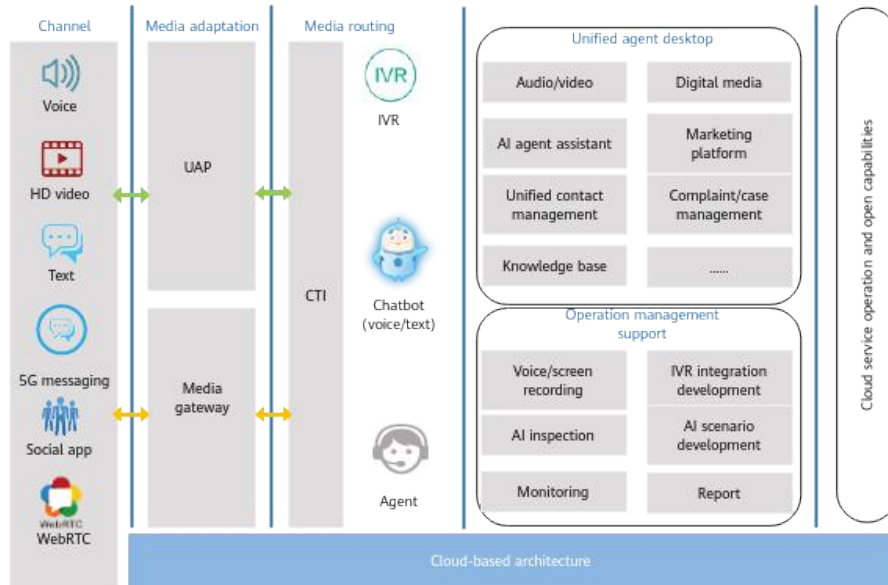 Channel
Voice
HD video
Text
5G messaging
Social app
WebRTC
WebRTC
Media adaptation
UAP
Media
gateway
Media routing
CTI
IVR
IVR
Chatbot
(voice/text)
Agent
Unified agent desktop
Audio/video
Digital media
AI agent assistant
Marketing
platform
Unified contact
management
Complaint/case
management
Knowledge base
......
Operation management
support
Voice/screen
recording
IVR integration
development
AI inspection
AI scenario
development
Monitoring
Report
Cloud service operation and open capabilities
Cloud-based architecture